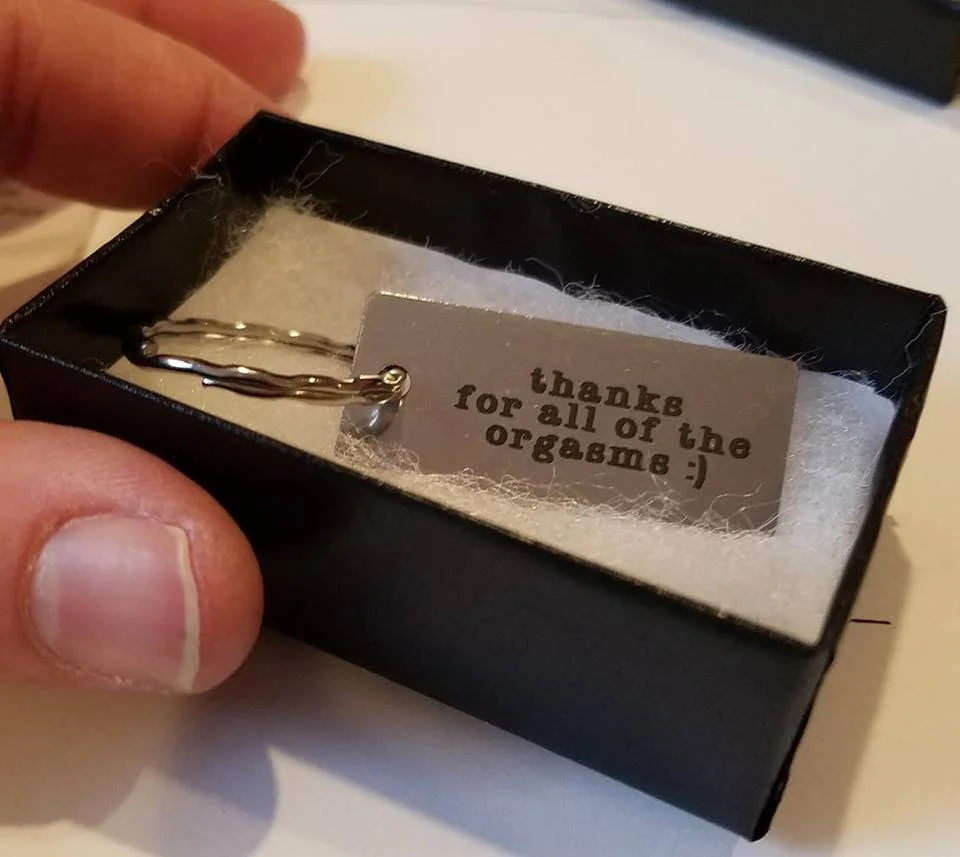 thanks
for all of the
orgasms :)